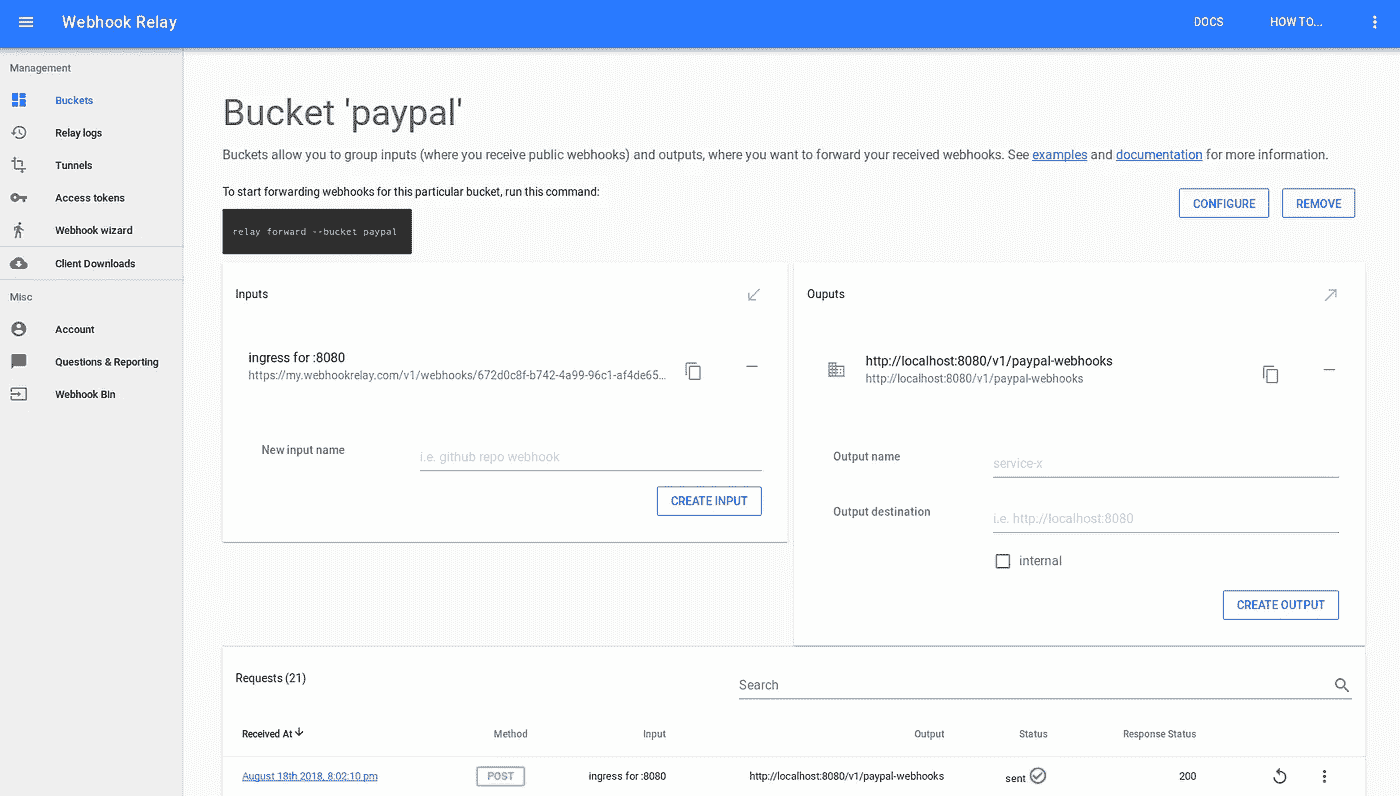 Webhook Relay
DOCS
HOW TO...
Management
Buckets
Relay logs
Tunnels
Access tokens
Webhook wizard
Client Downloads
Misc
Account
Questions & Reporting
Webhook Bin
Bucket 'paypal'
Buckets allow you to group inputs (where you receive public webhooks) and outputs, where you want to forward your received webhooks. See examples and documentation for more information.
To start forwarding webhooks for this particular bucket, run this command:
relay forward --bucket paypal
CONFIGURE
REMOVE
Inputs
ingress for :8080
https://my.webhookrelay.com/v1/webhooks/672d0c8f-b742-4a99-96c1-af4de65...
New input name
i.e. github repo webhook
CREATE INPUT
Ouputs
http://localhost:8080/v1/paypal-webhooks
http://localhost:8080/v1/paypal-webhooks
Output name
service-x
Output destination
i.e. http://localhost:8080
internal
CREATE OUTPUT
Requests (21)
Search
Received At Method Input Output Status Response Status
August 18th 2018, 8:02:10 pm POST ingress for :8080 http://localhost:8080/v1/paypal-webhooks sent 200